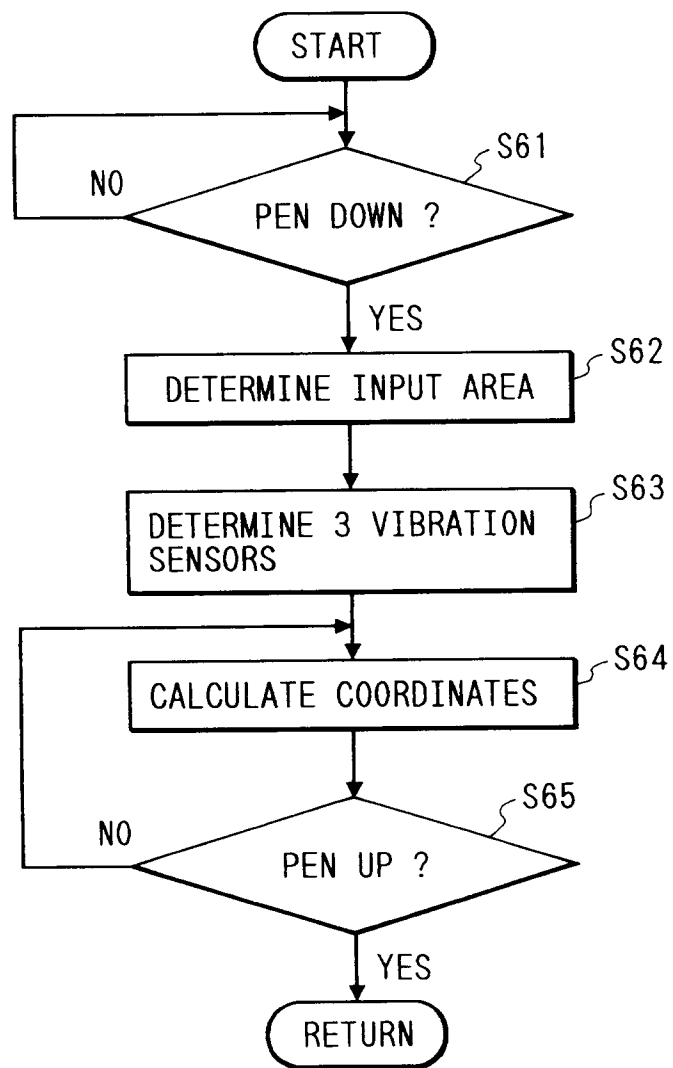 START
S61
NO
PEN DOWN ?
YES
S62
DETERMINE INPUT AREA
S63
DETERMINE 3 VIBRATION
SENSORS
S64
CALCULATE COORDINATES
S65
NO
PEN UP ?
YES
RETURN